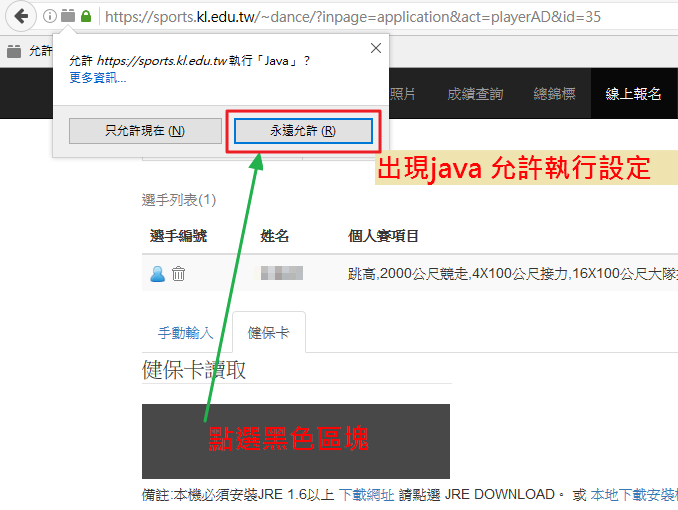 https://sports.kl.edu.tw/~dance/?inpage=application&act=playerAD&id=35
允許
允許 https://sports.kl.edu.tw 執行「Java」？
更多資訊...
只允許現在 (N)
永遠允許 (R)
照片 成績查詢 總錦標 線上報名
出現java 允許執行設定
選手列表(1)
選手編號 姓名 個人賽項目
跳高,2000公尺競走,4X100公尺接力,16X100公尺大隊
手動輸入 健保卡
健保卡讀取
點選黑色區塊
備註:本機必須安裝JRE 1.6以上 下載網址 請點選 JRE DOWNLOAD。 或 本地下載安裝